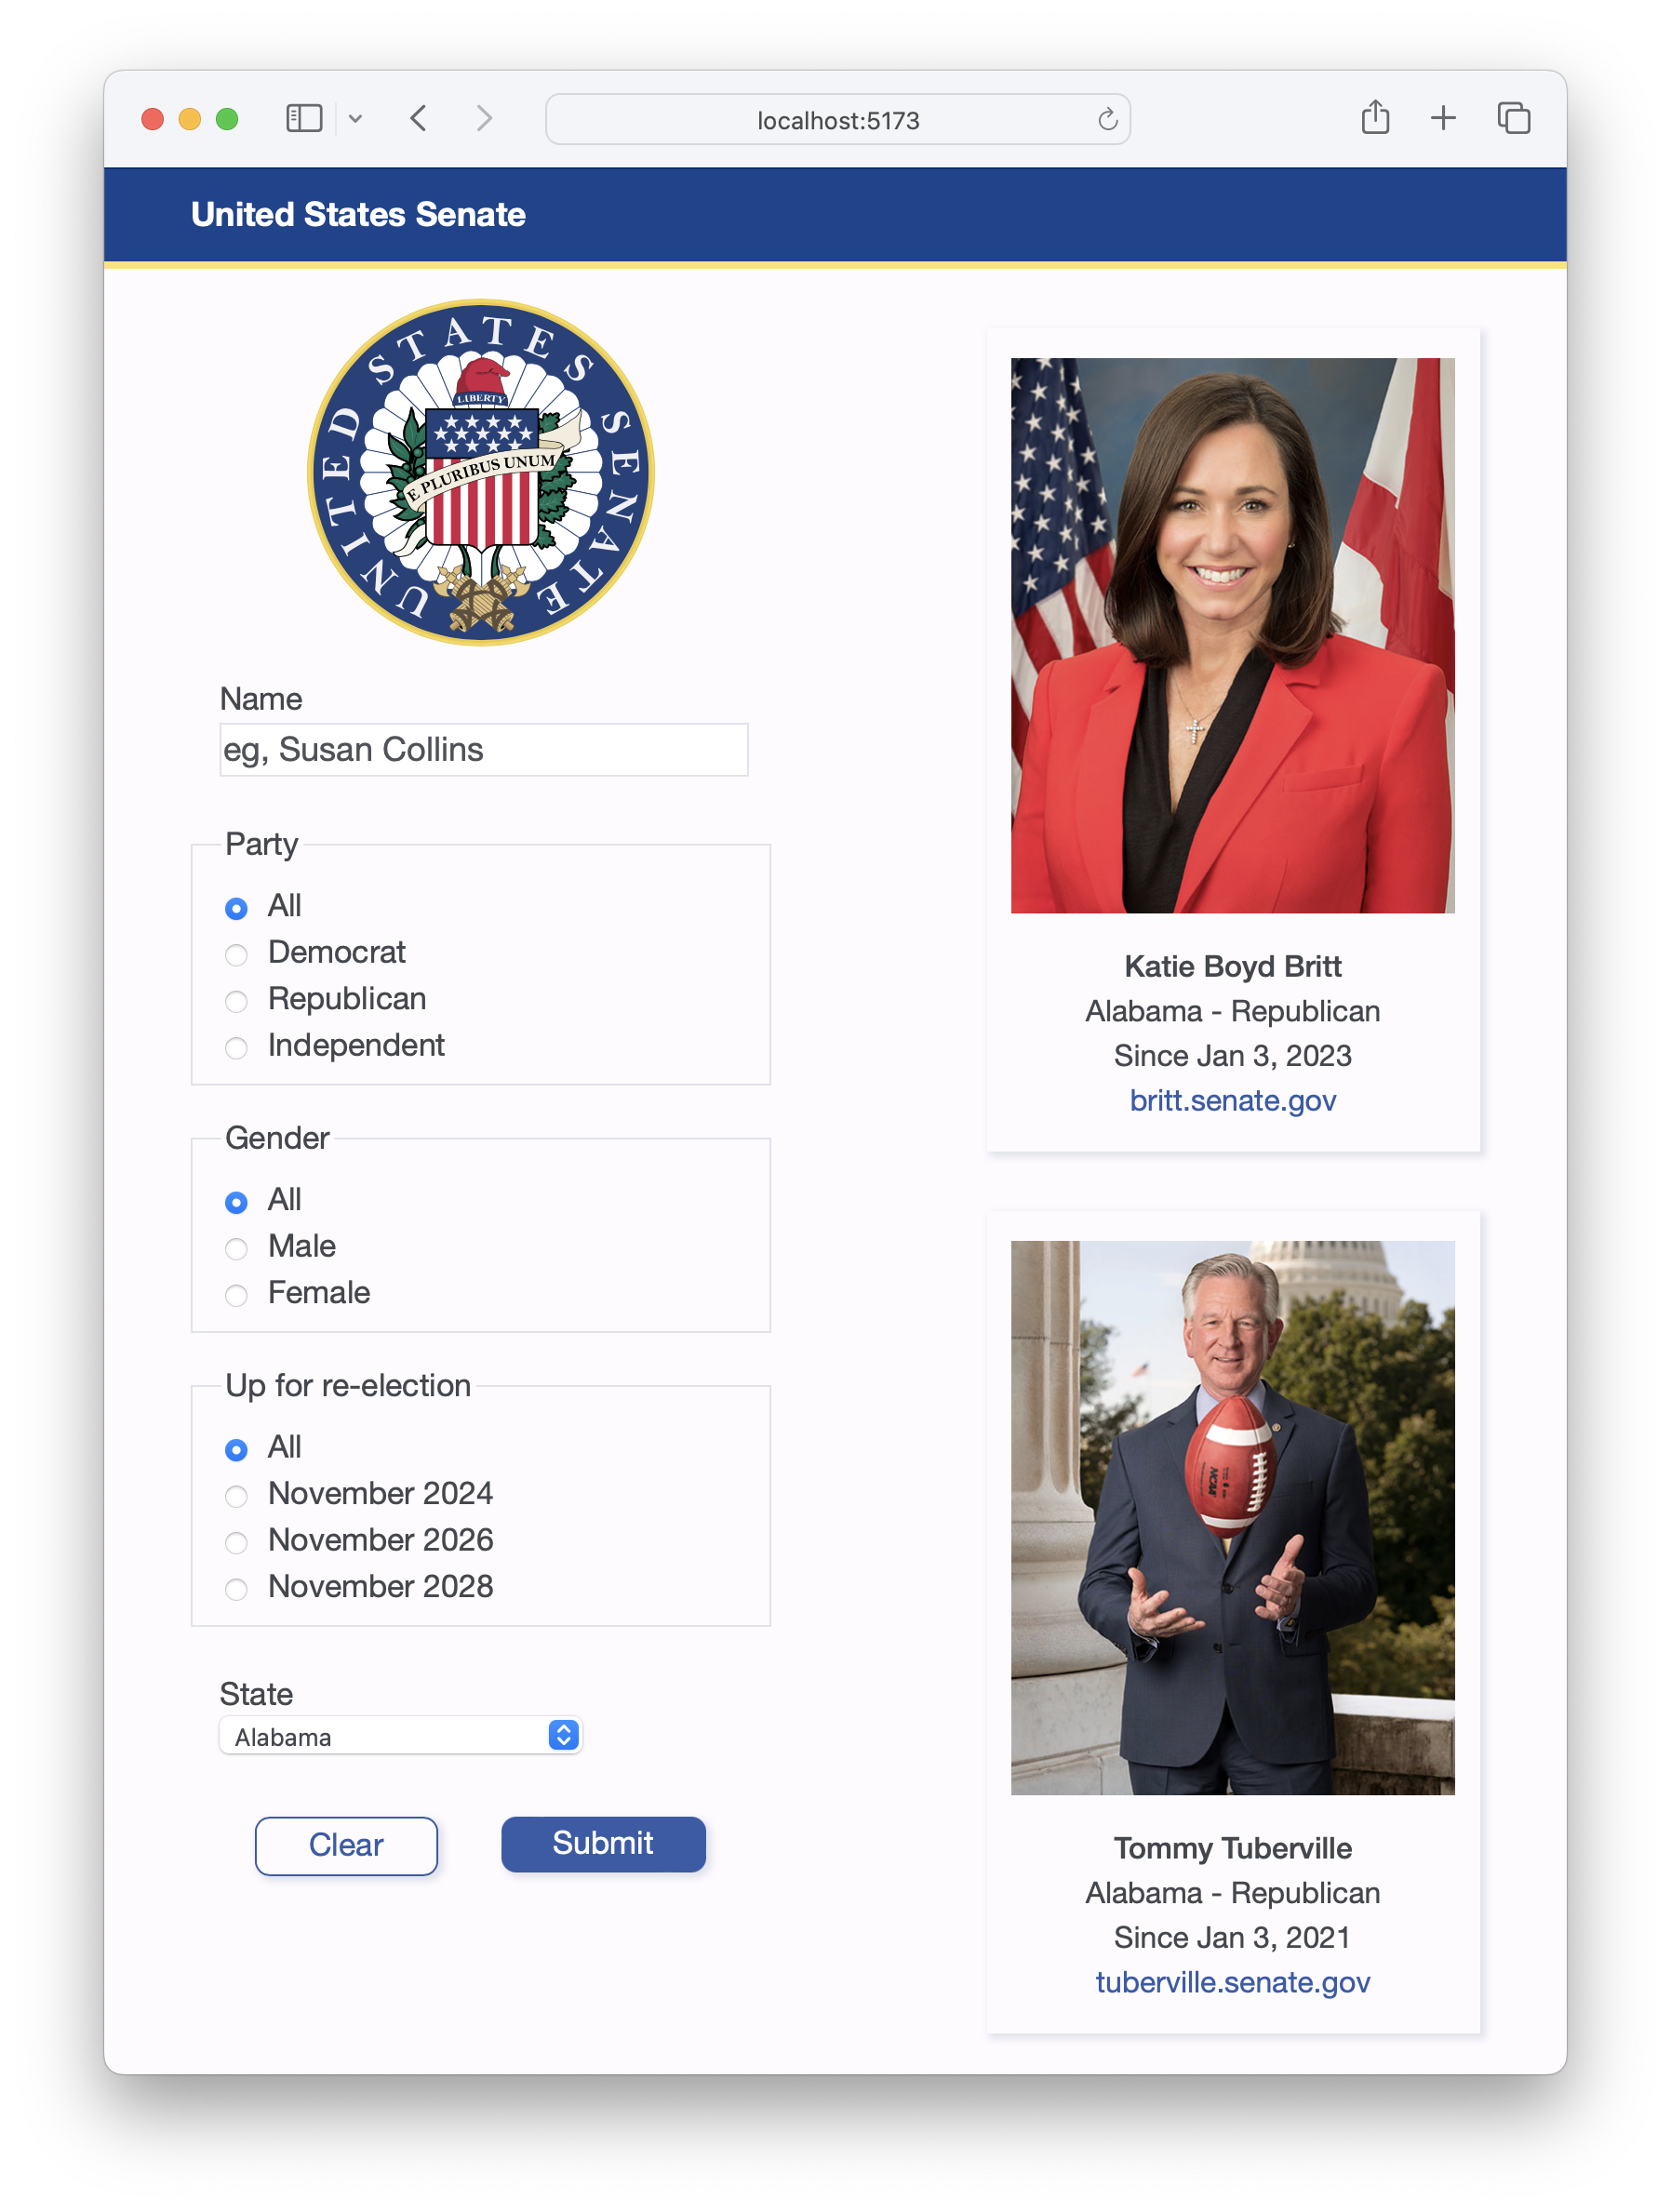 localhost:5173
United States Senate
UNITED STATES SENATE
LIBERTY
E PLURIBUS UNUM
Name
eg, Susan Collins
Party
All
Democrat
Republican
Independent
Gender
All
Male
Female
Up for re-election
All
November 2024
November 2026
November 2028
State
Alabama
Clear
Submit
Katie Boyd Britt
Alabama - Republican
Since Jan 3, 2023
britt.senate.gov
NCAA
Tommy Tuberville
Alabama - Republican
Since Jan 3, 2021
tuberville.senate.gov